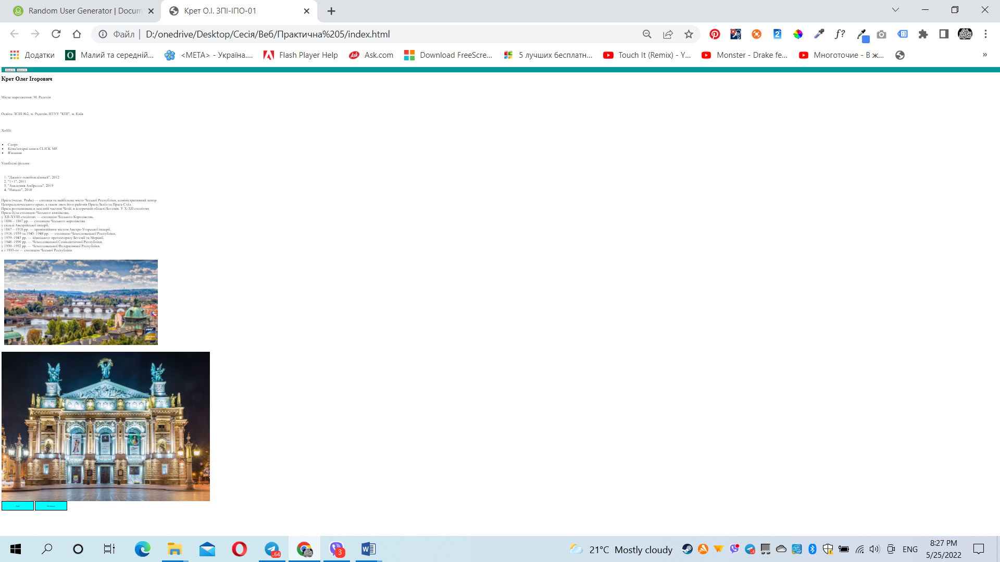 Random User Generator | Docum
Крет О.І. ЗПІ-ІПО-01
Файл | D:/onedrive/Desktop/Сесія/Веб/Практична%205/index.html
Додатки
Малий та середній...
<META> - Україна....
Flash Player Help
Ask.com
Download FreeScre...
5 лучших бесплатн...
Touch It (Remix) - Y...
Monster - Drake fe...
Многоточие - В ж...
»
Крет Олег Ігорович
Місце народження: М. Радехів
Освіта: ЗСШ №2, м. Радехів; НТУУ "КПІ", м. Київ
Хоббі:
Спорт
Комп'ютерні книги CLICK ME
В'язання
Улюблені фільми:
1. "Джанго освобождённый", 2012
2. "1+1", 2011
3. "Академия Амбрелла", 2019
4. "Начало", 2010
Прага (чеськ. Praha) — столиця та найбільше місто Чеської Республіки, адміністративний центр
Центральночеського краю, а також двох його районів Прага-Захід та Прага-Схід.
Прага розташована в західній частині Чехії, в історичній області Богемія. У X-XII століттях
Прага була столицею Чеського князівства,
у XII-XVIII століттях — столицею Чеського Королівства,
у 1806—1867 рр. — столицею Чеського королівства
у складі Австрійської імперії,
у 1867—1918 рр. — провінційним містом Австро-Угорської імперії,
у 1918–1939 та 1945–1948 рр. — столицею Чехословацької Республіки,
у 1939–1945 рр. — німецького протекторату Богемії та Моравії,
у 1948–1990 рр. — Чехословацької Соціалістичної Республіки,
у 1990–1992 рр. — Чехословацької Федеративної Республіки,
а з 1993-го — столицею Чеської Республіки.
21°C Mostly cloudy
ENG
8:27 PM
5/25/2022